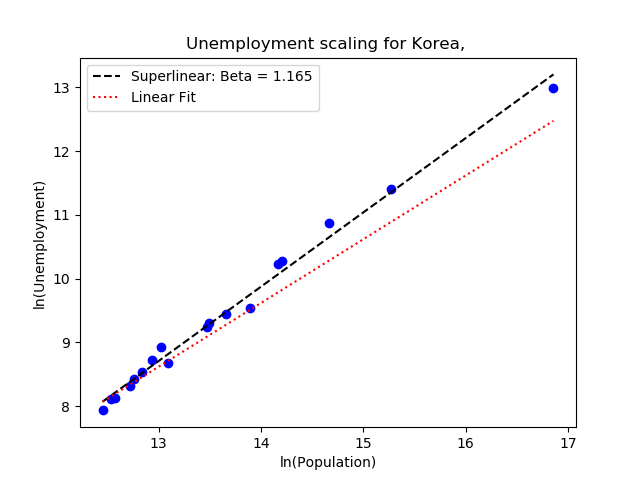 Unemployment scaling for Korea,
Superlinear: Beta = 1.165
Linear Fit
13
12
11
10
9
8
ln(Unemployment)
13 14 15 16 17
ln(Population)